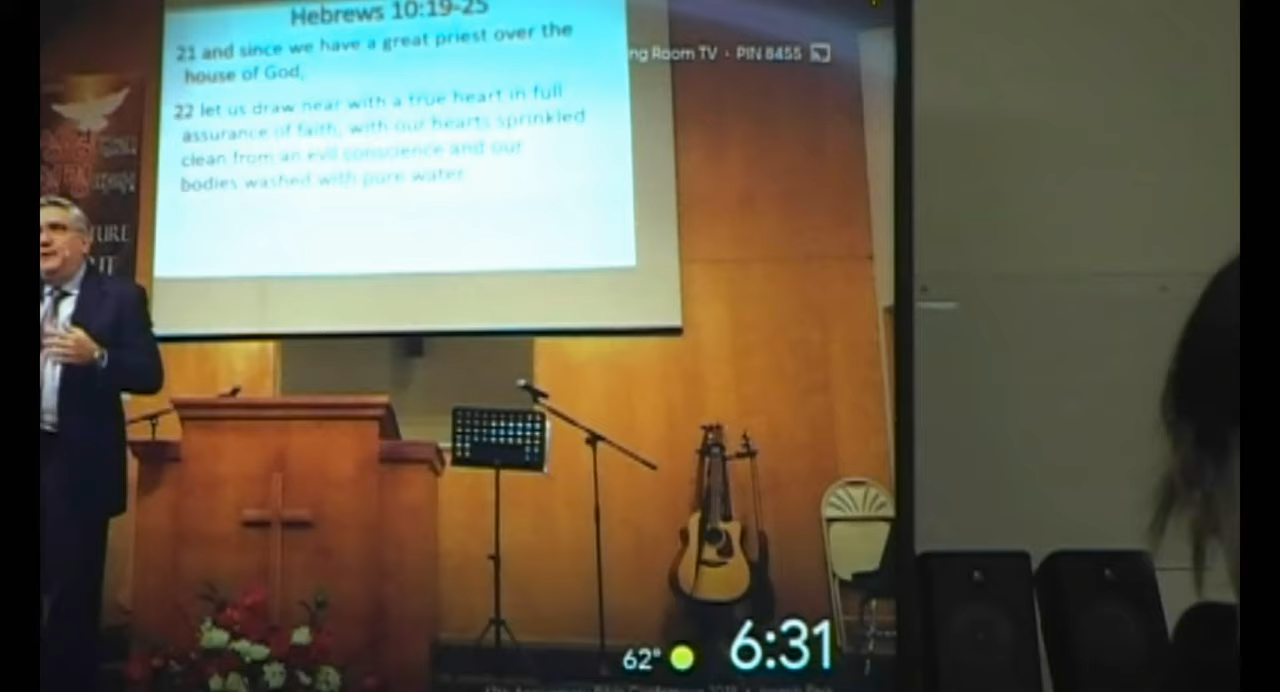 Hebrews 10:19-25
21 and since we have a great priest over the
house of God,
22 let us draw near with a true heart in full
assurance of faith, with our hearts sprinkled
clean from an evil conscience and our
bodies washed with pure water
ng Room TV · PIN 8455
TURE
IT
62° 6:31